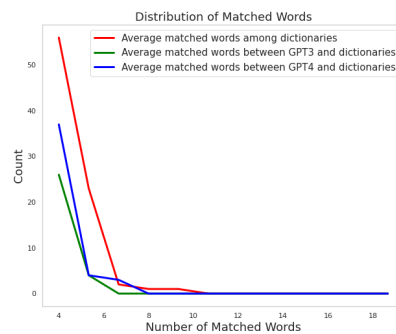 Distribution of Matched Words
Average matched words among dictionaries
Average matched words between GPT3 and dictionaries
Average matched words between GPT4 and dictionaries
Count
50
40
30
20
10
0
4
6
8
10
12
14
16
18
Number of Matched Words